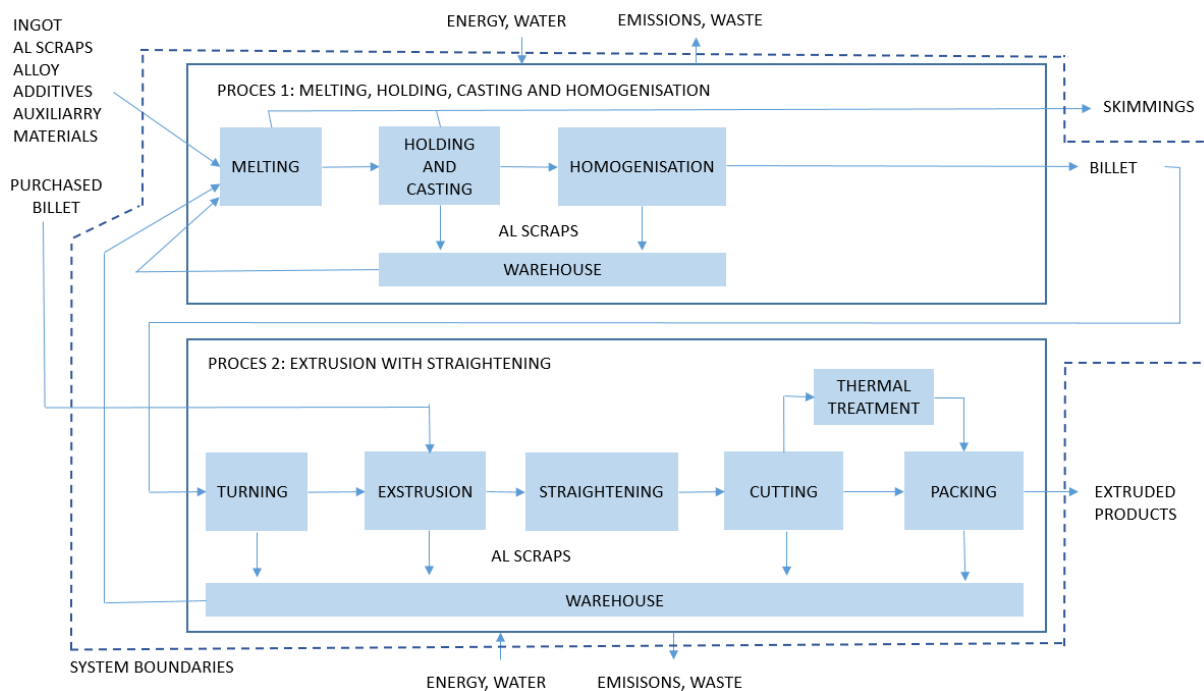 INGOT
AL SCRAPS
ALLOY
ADDITIVES
AUXILIARRY
MATERIALS
ENERGY, WATER
EMISSIONS, WASTE
PROCES 1: MELTING, HOLDING, CASTING AND HOMOGENISATION
SKIMMINGS
MELTING
HOLDING
AND
CASTING
HOMOGENISATION
BILLET
PURCHASED
BILLET
AL SCRAPS
WAREHOUSE
PROCES 2: EXTRUSION WITH STRAIGHTENING
THERMAL
TREATMENT
TURNING
EXSTRUSION
STRAIGHTENING
CUTTING
PACKING
EXTRUDED
PRODUCTS
AL SCRAPS
WAREHOUSE
SYSTEM BOUNDARIES
ENERGY, WATER
EMISISONS, WASTE